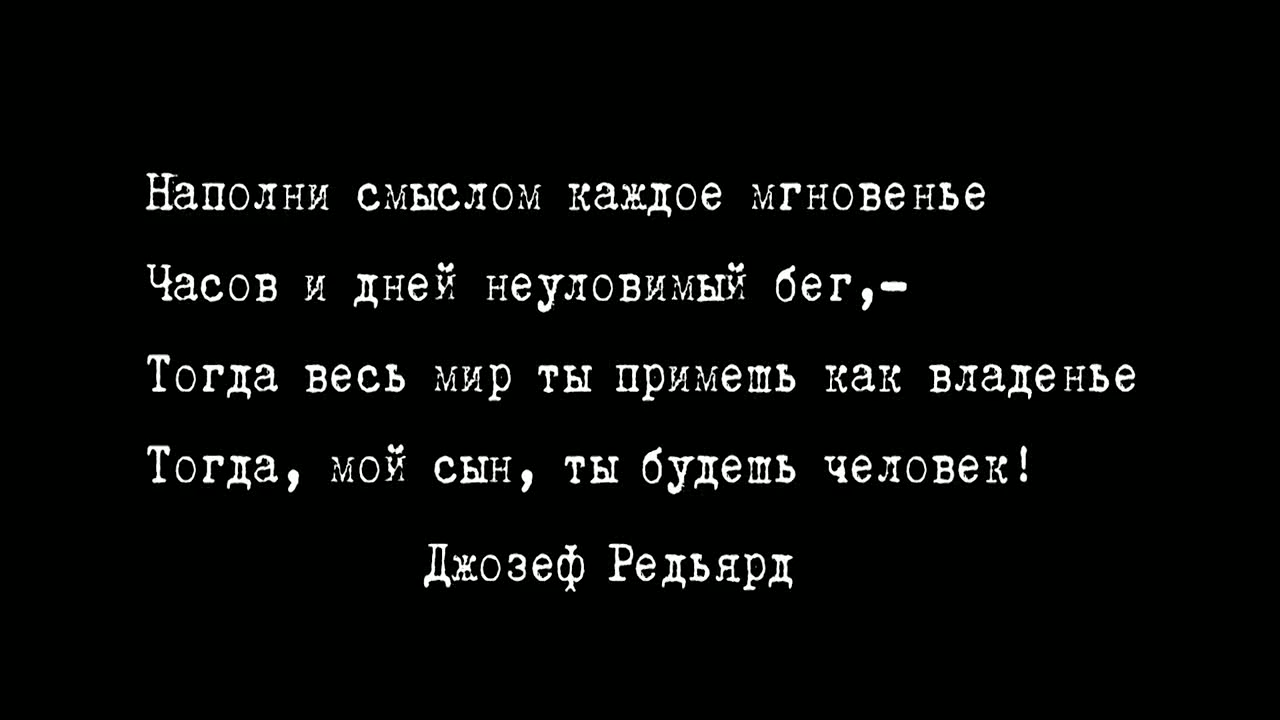 Наполни смыслом каждое мгновенье
Часов и дней неуловимый бег,-
Тогда весь мир ты примешь как владенье
Тогда, мой сын, ты будешь человек!
Джозеф Редьярд